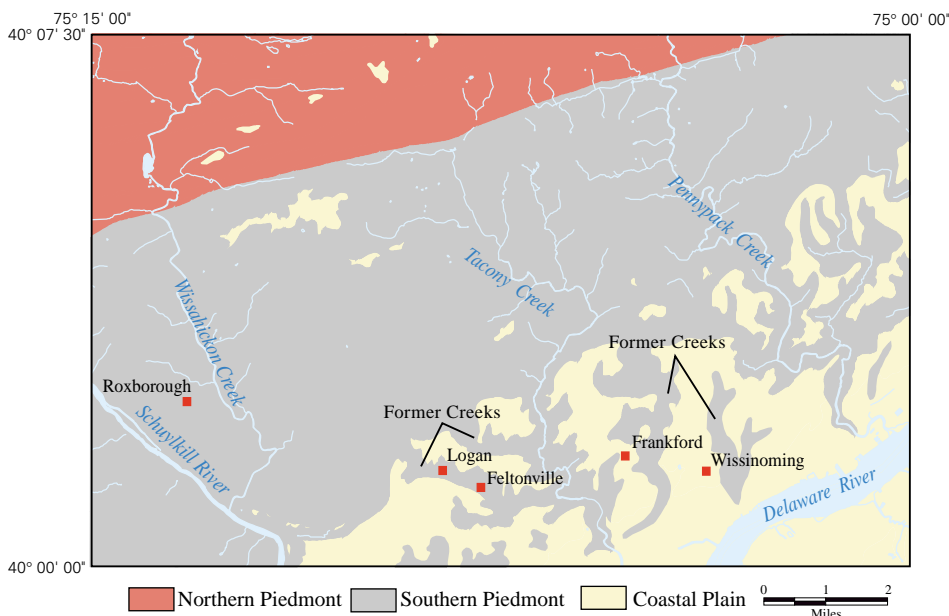 75° 15' 00"
75° 00' 00"
40° 07' 30"
Pennypack Creek
Tacony Creek
Wissahickon Creek
Former Creeks
Roxborough
Former Creeks
Schuylkill River
Logan
Frankford
Wissinoming
Feltonville
Delaware River
40° 00' 00"
Northern Piedmont
Southern Piedmont
Coastal Plain
0 1 2
Miles